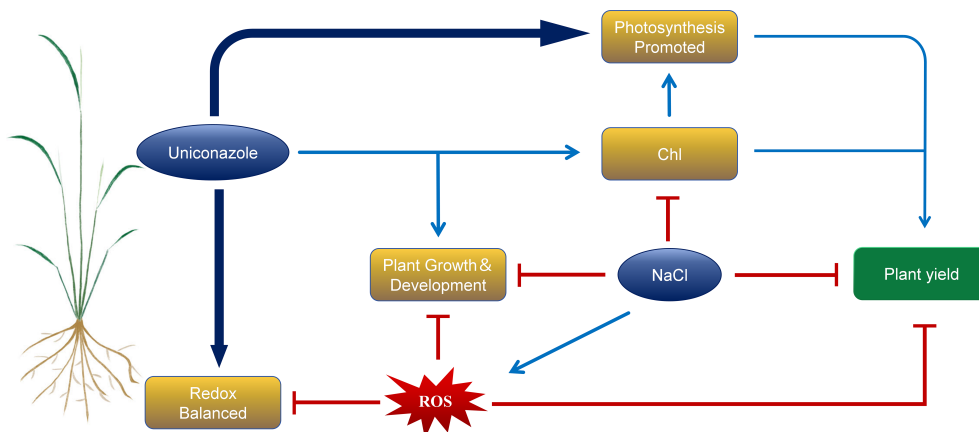 Photosynthesis
Promoted
Uniconazole
Chl
Plant Growth &
Development
NaCl
Plant yield
Redox
Balanced
ROS